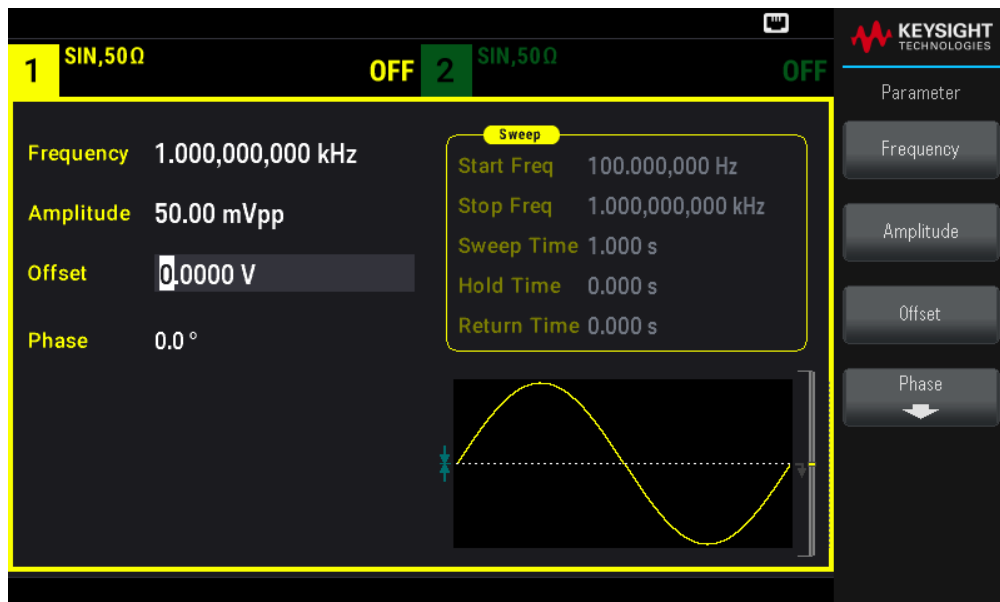 KEYSIGHT
TECHNOLOGIES
1 SIN,50Ω OFF
2 SIN,50Ω OFF
Parameter
Frequency 1.000,000,000 kHz
Amplitude 50.00 mVpp
Offset 0.0000 V
Phase 0.0 °
Sweep
Start Freq 100.000,000 Hz
Stop Freq 1.000,000,000 kHz
Sweep Time 1.000 s
Hold Time 0.000 s
Return Time 0.000 s
Frequency
Amplitude
Offset
Phase